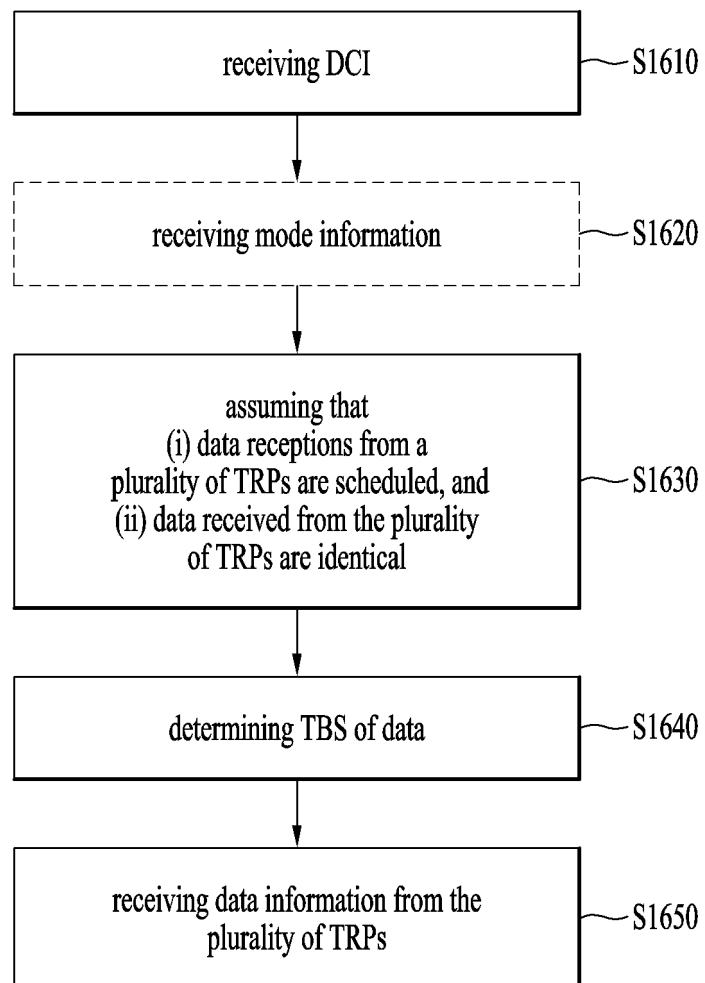 receiving DCI
S1610
receiving mode information
S1620
assuming that
(i) data receptions from a
plurality of TRPs are scheduled, and
(ii) data received from the plurality
of TRPs are identical
S1630
determining TBS of data
S1640
receiving data information from the
plurality of TRPs
S1650